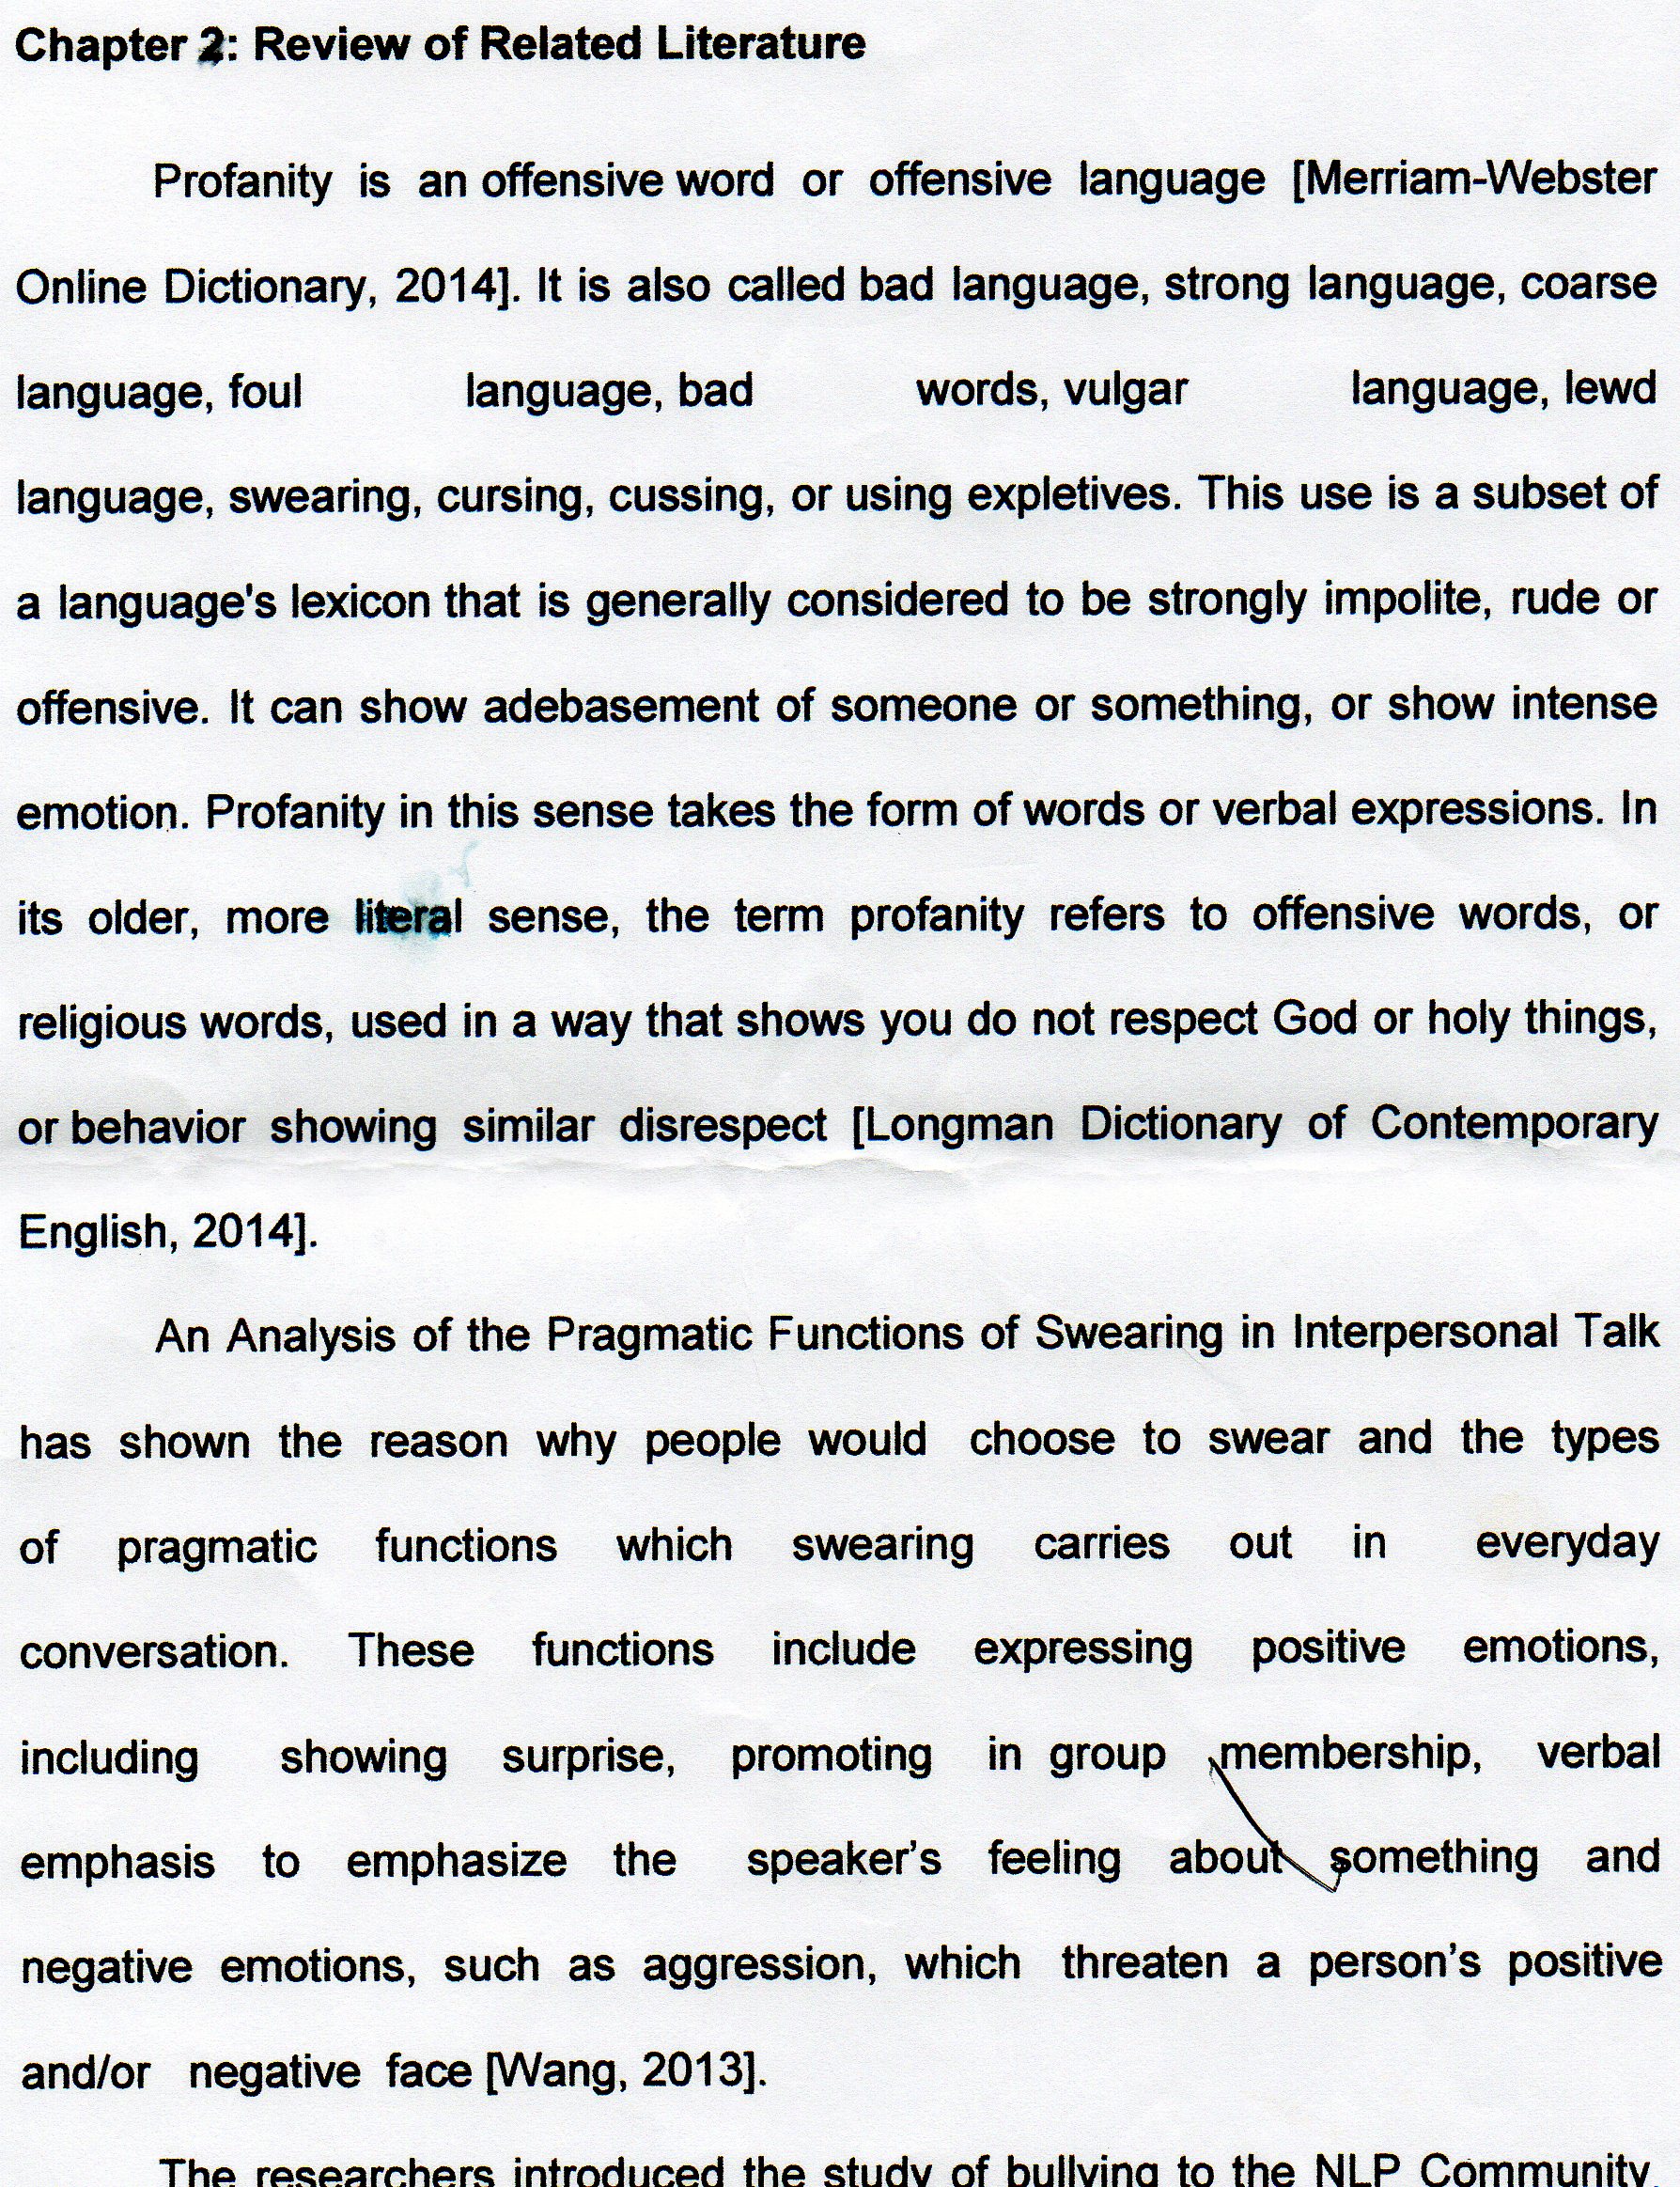 Chapter 2: Review of Related Literature
Profanity is an offensive word or offensive language [Merriam-Webster
Online Dictionary, 2014]. It is also called bad language, strong language, coarse
language, foul language, bad words, vulgar language, lewd
language, swearing, cursing, cussing, or using expletives. This use is a subset of
a language's lexicon that is generally considered to be strongly impolite, rude or
offensive. It can show adebasement of someone or something, or show intense
emotion. Profanity in this sense takes the form of words or verbal expressions. In
its older, more literal sense, the term profanity refers to offensive words, or
religious words, used in a way that shows you do not respect God or holy things,
or behavior showing similar disrespect [Longman Dictionary of Contemporary
English, 2014].
An Analysis of the Pragmatic Functions of Swearing in Interpersonal Talk
has shown the reason why people would choose to swear and the types
of pragmatic functions which swearing carries out in everyday
conversation. These functions include expressing positive emotions,
including showing surprise, promoting in group membership, verbal
emphasis to emphasize the speaker’s feeling about something and
negative emotions, such as aggression, which threaten a person’s positive
and/or negative face [Wang, 2013].
The researchers introduced the study of bullying to the NLP Community.